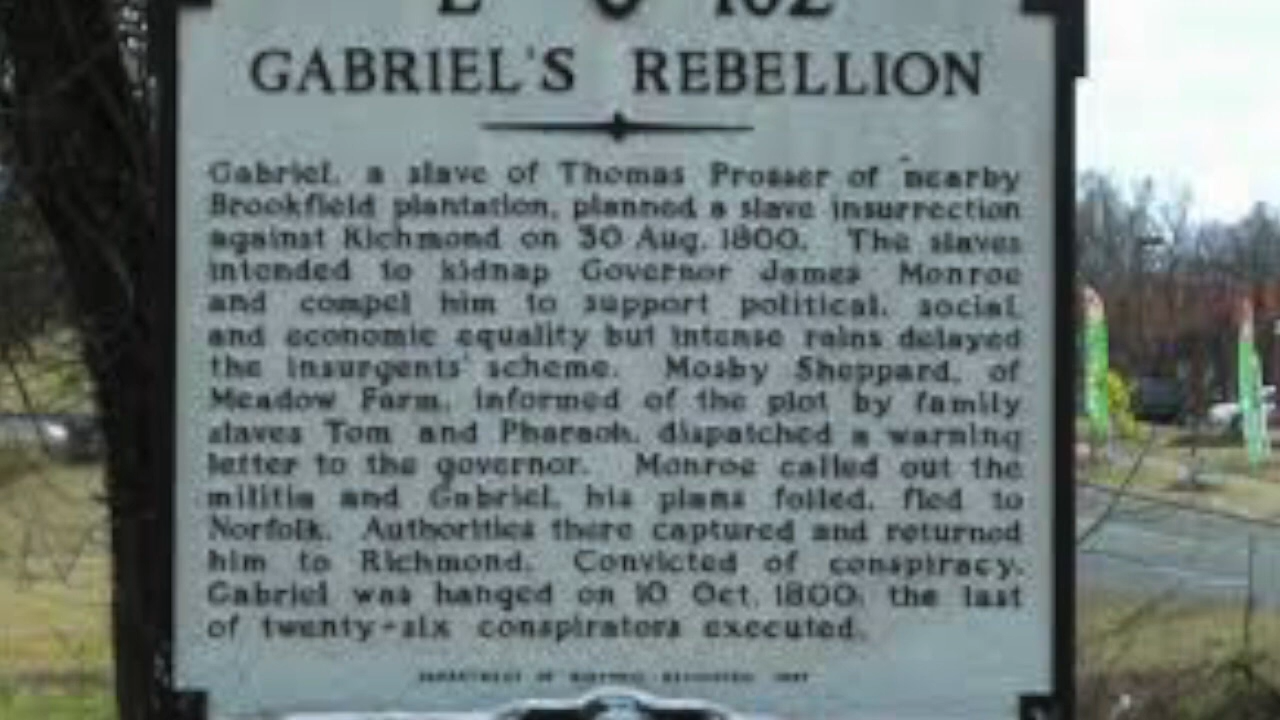 GABRIEL'S REBELLION
Gabriel, a slave of Thomas Prosser of nearby
Brookfield plantation, planned a slave insurrection
against Richmond on 30 Aug. 1800. The slaves
intended to kidnap Governor James Monroe
and compel him to support political, social,
and economic equality but intense rains delayed
the insurgents' scheme. Mosby Sheppard, of
Meadow Farm, informed of the plot by family
slaves Tom and Pharaoh, dispatched a warning
letter to the governor. Monroe called out the
militia and Gabriel, his plans foiled, fled to
Norfolk. Authorities there captured and returned
him to Richmond. Convicted of conspiracy,
Gabriel was hanged on 10 Oct. 1800, the last
of twenty-six conspirators executed.
DEPARTMENT OF HISTORIC RESOURCES